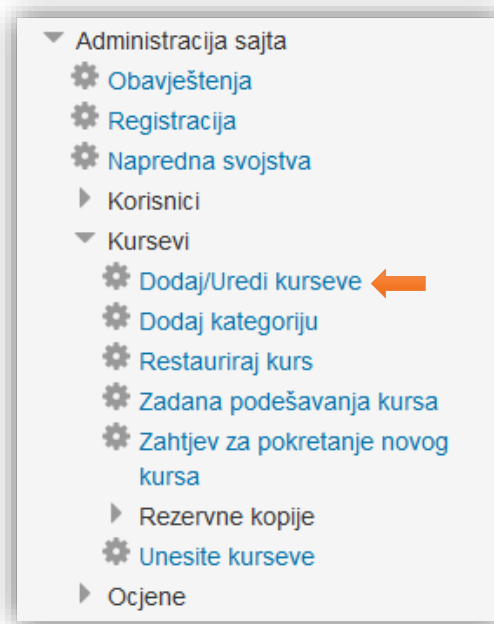 Administracija sajta
Obavještenja
Registracija
Napredna svojstva
Korisnici
Kursevi
Dodaj/Uredi kurseve
Dodaj kategoriju
Restauriraj kurs
Zadana podešavanja kursa
Zahtjev za pokretanje novog
kursa
Rezervne kopije
Unesite kurseve
Ocjene